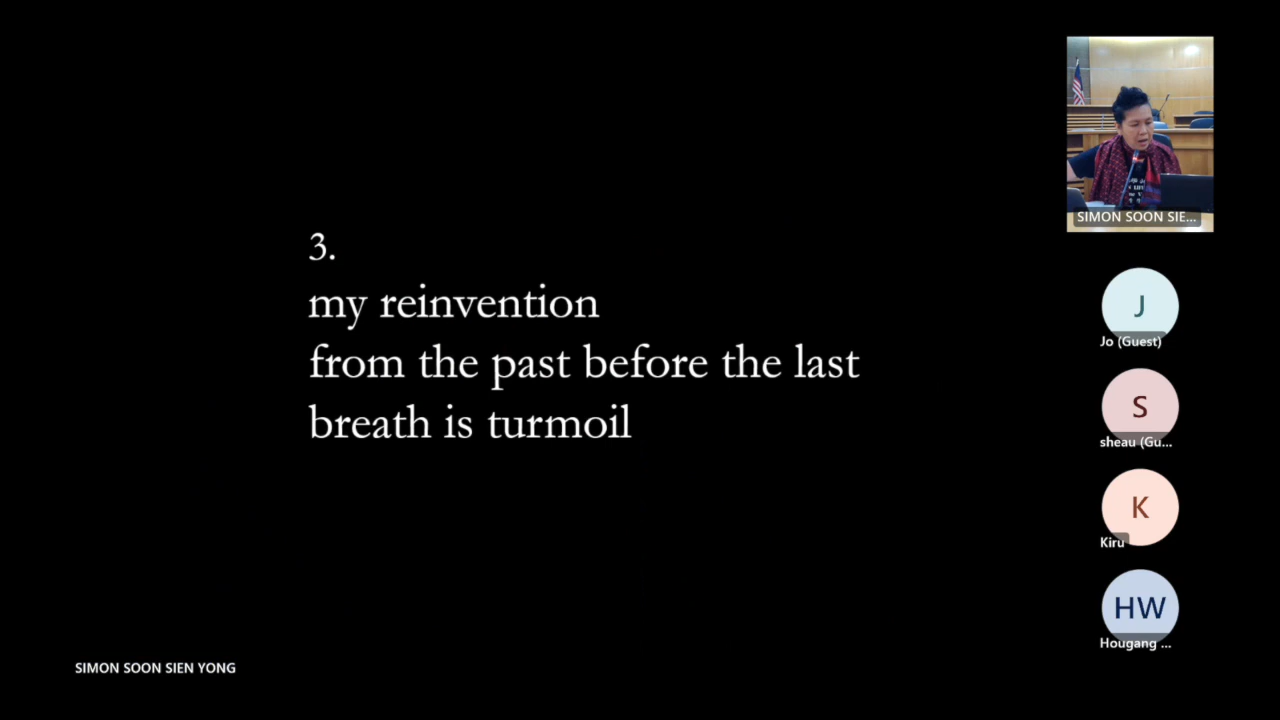 3.
my reinvention
from the past before the last
breath is turmoil
SIMON SOON SIE...
J
Jo (Guest)
S
sheau (Gu...
K
Kiru
HW
Hougang ...
SIMON SOON SIEN YONG